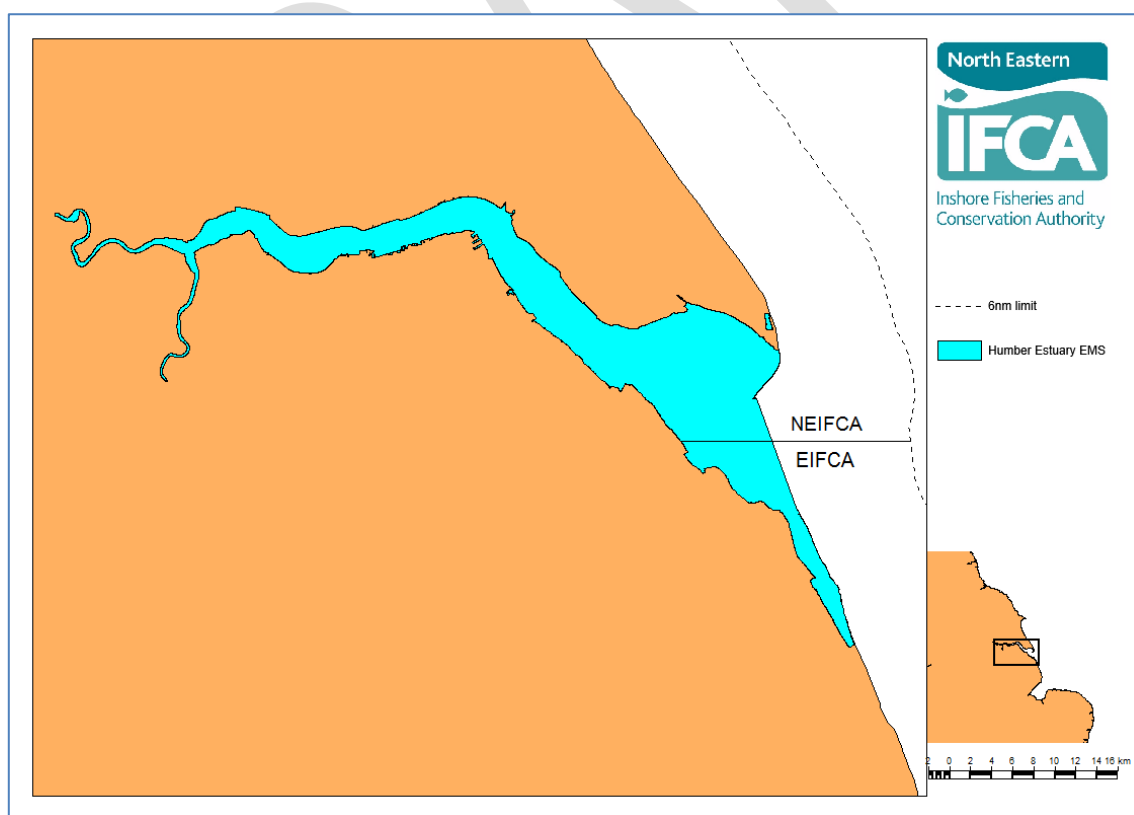 North Eastern
IFCA
Inshore Fisheries and
Conservation Authority
6nm limit
Humber Estuary EMS
NEIFCA
EIFCA
2 0 2 4 6 8 10 12 14 16 km